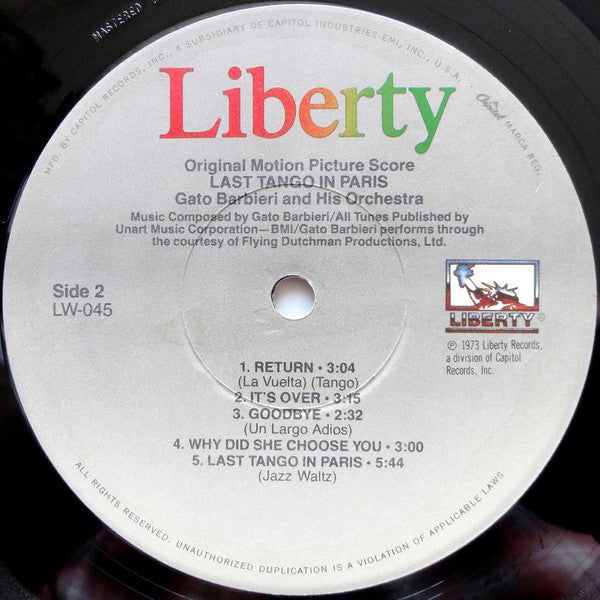 MASTERED
MFD. BY CAPITOL RECORDS, INC., A SUBSIDIARY OF CAPITOL INDUSTRIES-EMI, INC., U.S.A. Capitol MARCA REG.
Liberty
Original Motion Picture Score
LAST TANGO IN PARIS
Gato Barbieri and His Orchestra
Music Composed by Gato Barbieri/All Tunes Published by
Unart Music Corporation—BMI/Gato Barbieri performs through
the courtesy of Flying Dutchman Productions, Ltd.
Side 2
LW-045
LIBERTY®
℗ 1973 Liberty Records,
a division of Capitol
Records, Inc.
1. RETURN • 3:04
(La Vuelta) (Tango)
2. IT'S OVER • 3:15
3. GOODBYE • 2:32
(Un Largo Adios)
4. WHY DID SHE CHOOSE YOU • 3:00
5. LAST TANGO IN PARIS • 5:44
(Jazz Waltz)
ALL RIGHTS RESERVED. UNAUTHORIZED DUPLICATION IS A VIOLATION OF APPLICABLE LAWS